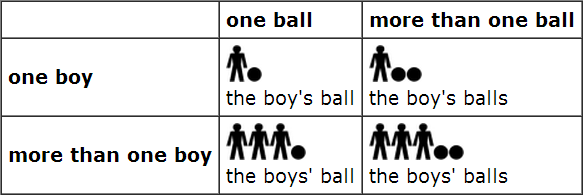 one ball more than one ball
one boy
the boy's ball the boy's balls
more than one boy
the boys' ball the boys' balls